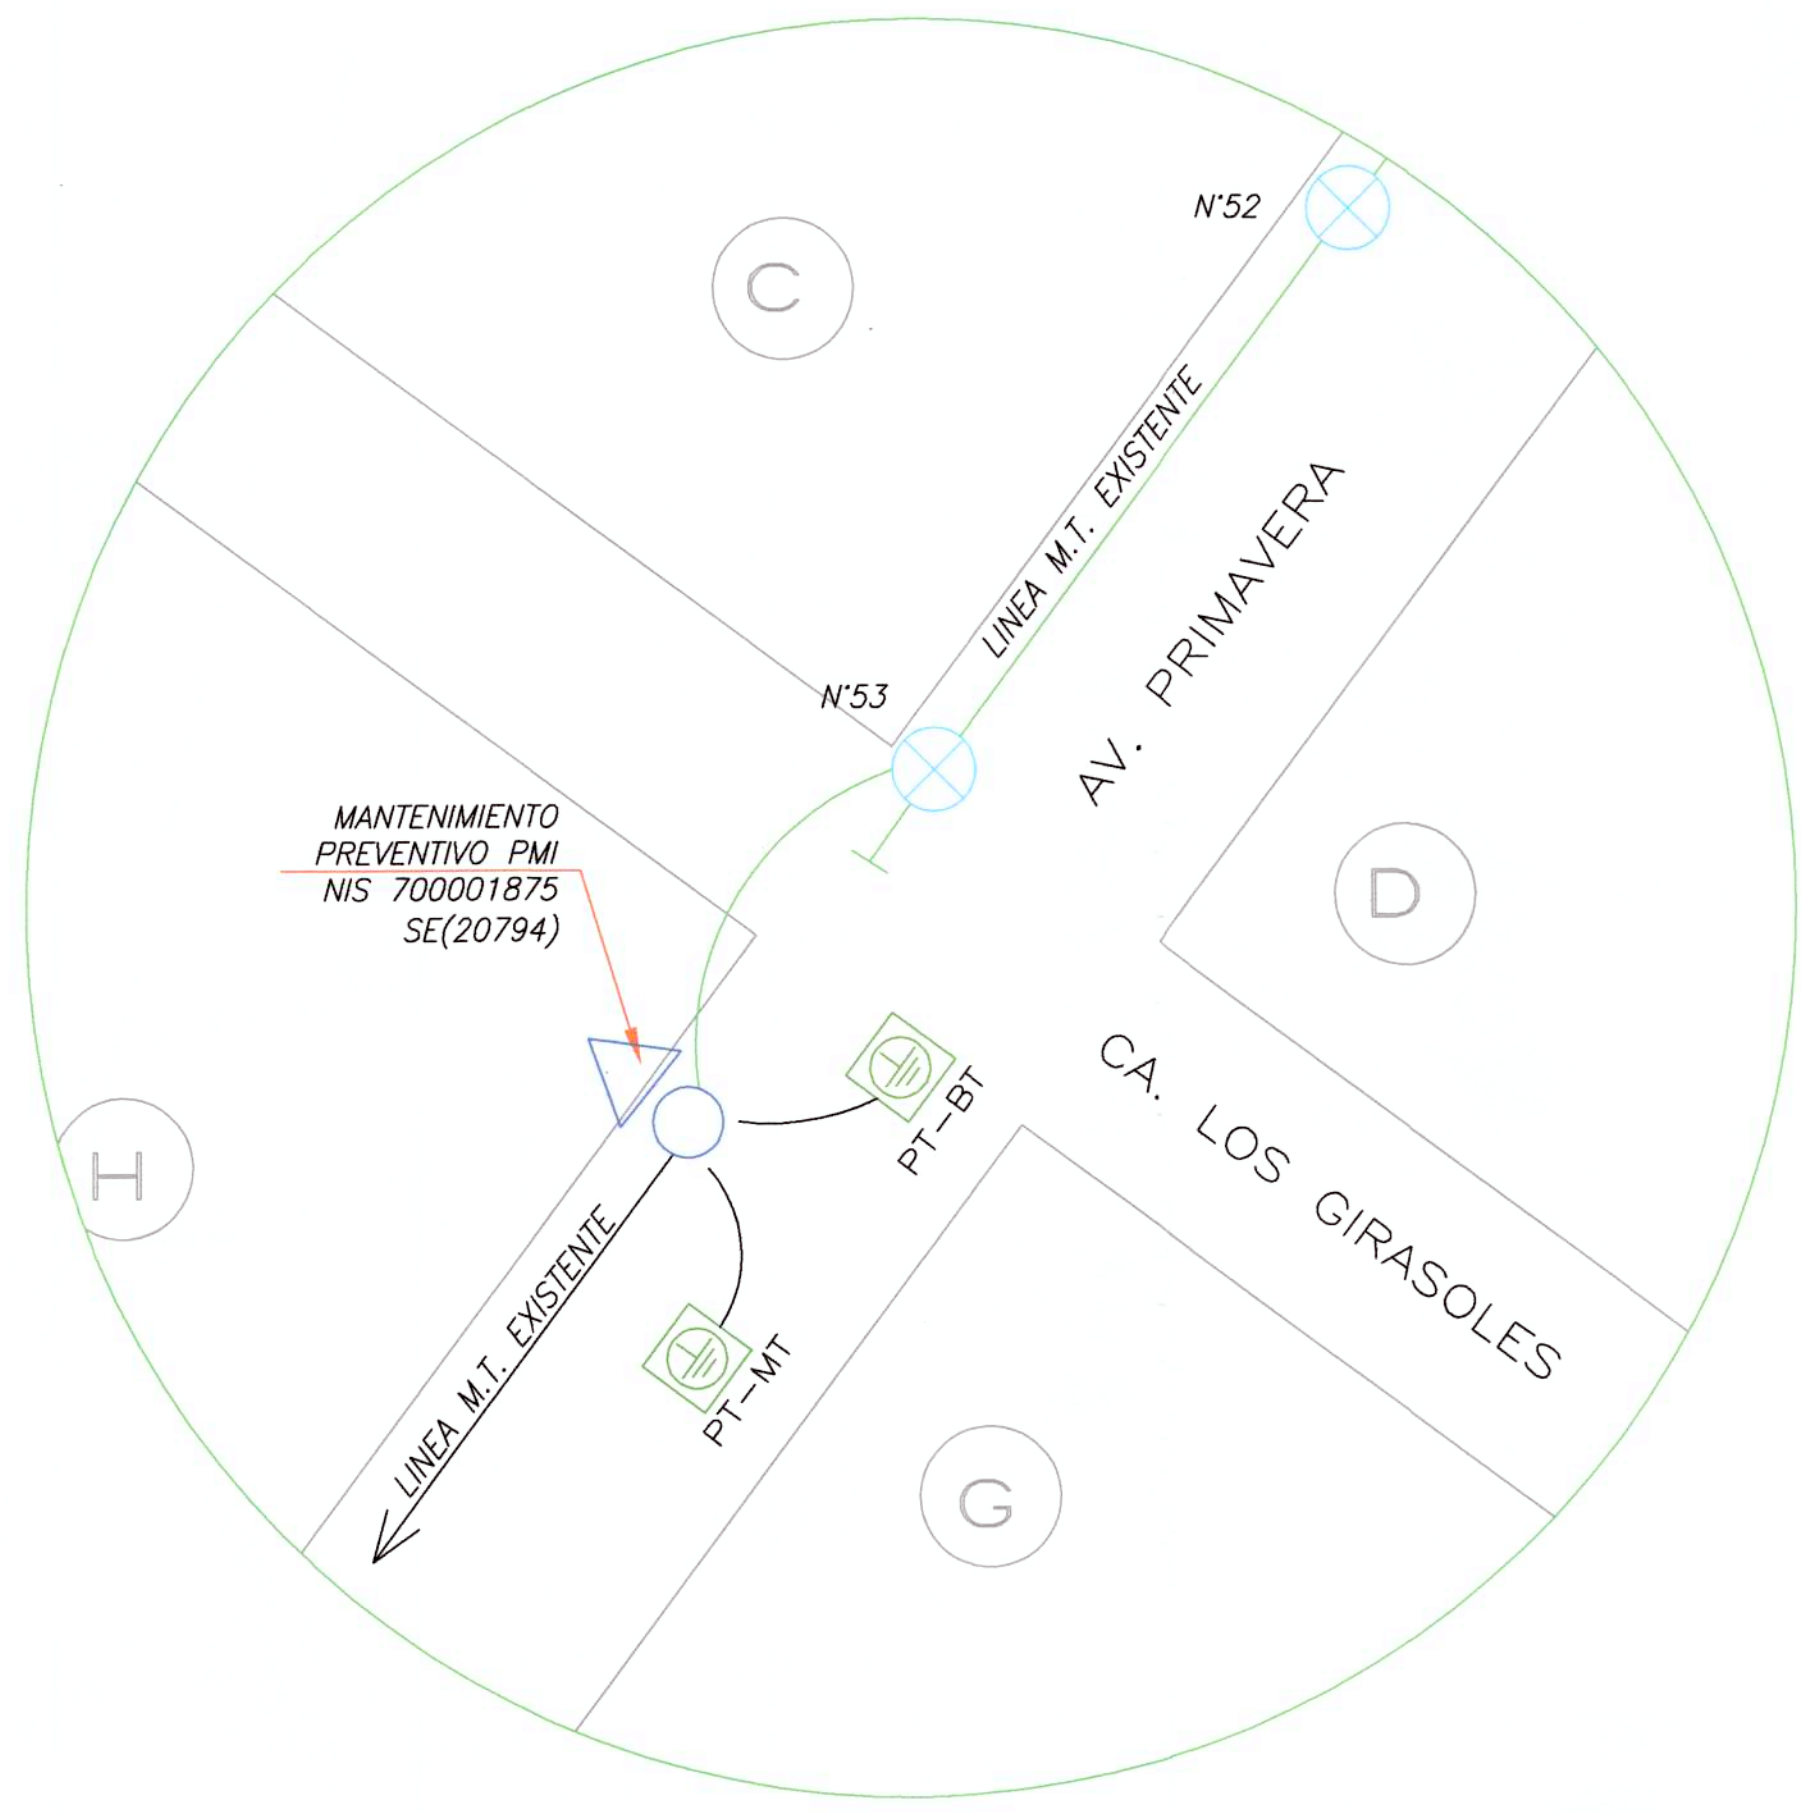 N°52
C
LINEA M.T. EXISTENTE
AV. PRIMAVERA
N°53
MANTENIMIENTO
PREVENTIVO PMI
NIS 700001875
SE(20794)
D
PT-BT
CA. LOS GIRASOLES
H
LINEA M.T. EXISTENTE
PT-MT
G